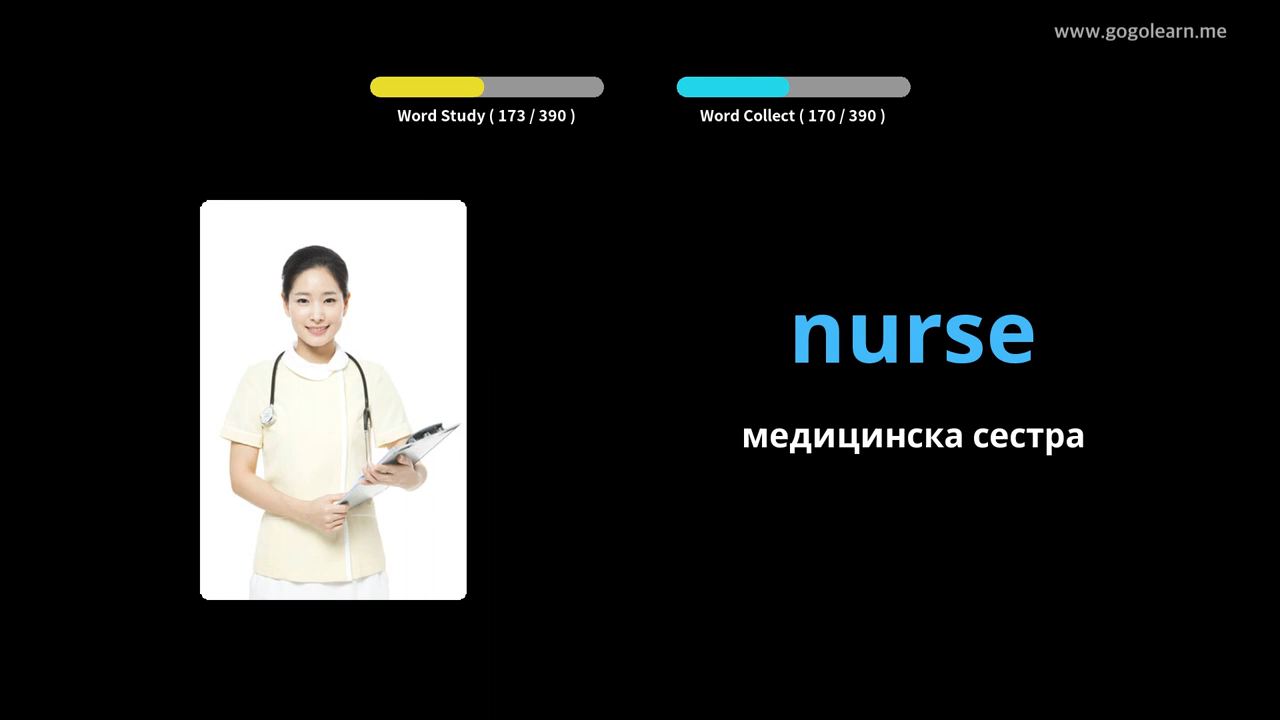 www.gogolearn.me
Word Study ( 173 / 390 )
Word Collect ( 170 / 390 )
nurse
медицинска сестра